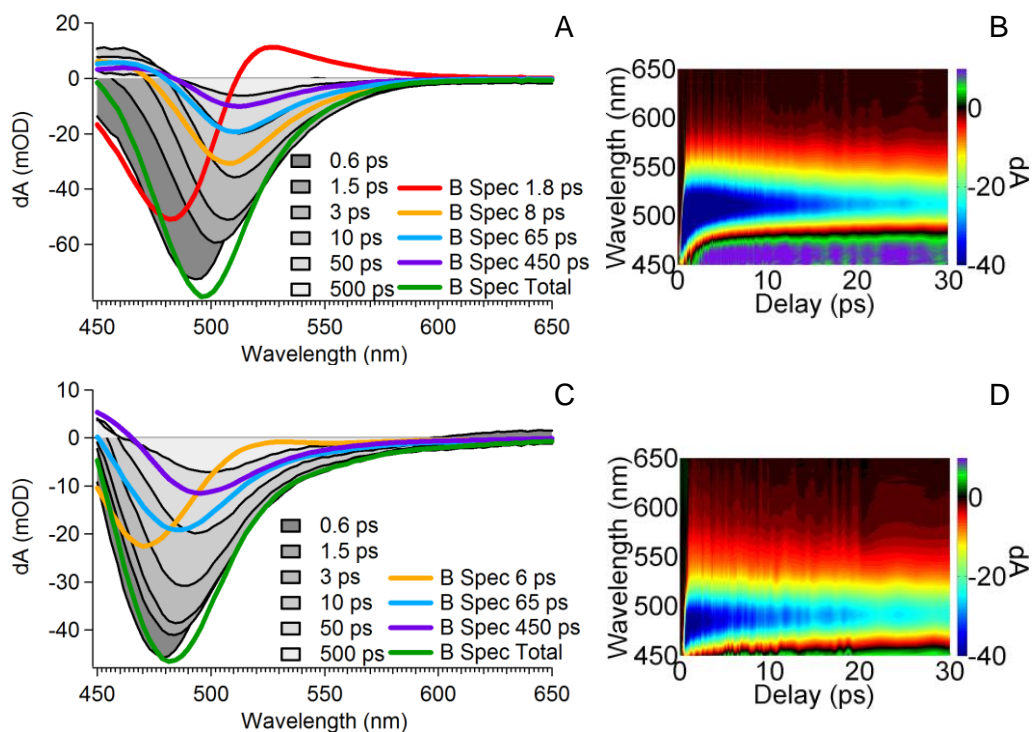 A
20
0
-20
-40
-60
dA (mOD)
0.6 ps
1.5 ps
3 ps
10 ps
50 ps
500 ps
B Spec 1.8 ps
B Spec 8 ps
B Spec 65 ps
B Spec 450 ps
B Spec Total
450 500 550 600 650
Wavelength (nm)
B
650
600
550
500
450
Wavelength (nm)
0 10 20 30
Delay (ps)
0
-20
-40
dA
C
10
0
-10
-20
-30
-40
dA (mOD)
0.6 ps
1.5 ps
3 ps
10 ps
50 ps
500 ps
B Spec 6 ps
B Spec 65 ps
B Spec 450 ps
B Spec Total
450 500 550 600 650
Wavelength (nm)
D
650
600
550
500
450
Wavelength (nm)
0 10 20 30
Delay (ps)
0
-20
-40
dA